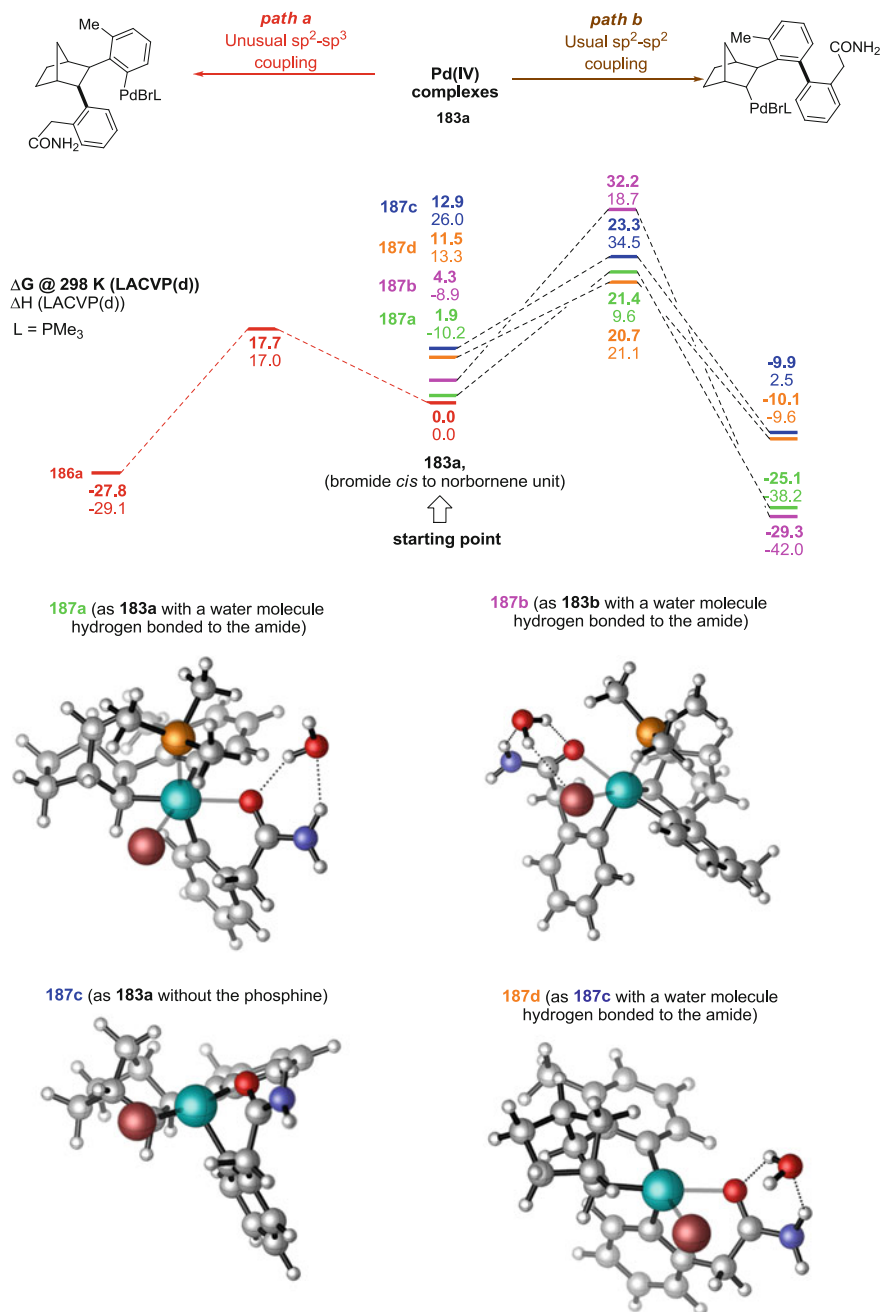 path a
Unusual sp²-sp³
coupling
Pd(IV)
complexes
183a
path b
Usual sp²-sp²
coupling
Me
PdBrL
CONH₂
Me
CONH₂
PdBrL
ΔG @ 298 K (LACVP(d))
ΔH (LACVP(d))
L = PMe₃
187c 12.9
26.0
187d 11.5
13.3
187b 4.3
-8.9
187a 1.9
-10.2
32.2
18.7
23.3
34.5
21.4
9.6
20.7
21.1
17.7
17.0
0.0
0.0
186a
-27.8
-29.1
-9.9
2.5
-10.1
-9.6
-25.1
-38.2
-29.3
-42.0
183a,
(bromide cis to norbornene unit)
starting point
187a (as 183a with a water molecule
hydrogen bonded to the amide)
187b (as 183b with a water molecule
hydrogen bonded to the amide)
187c (as 183a without the phosphine)
187d (as 187c with a water molecule
hydrogen bonded to the amide)